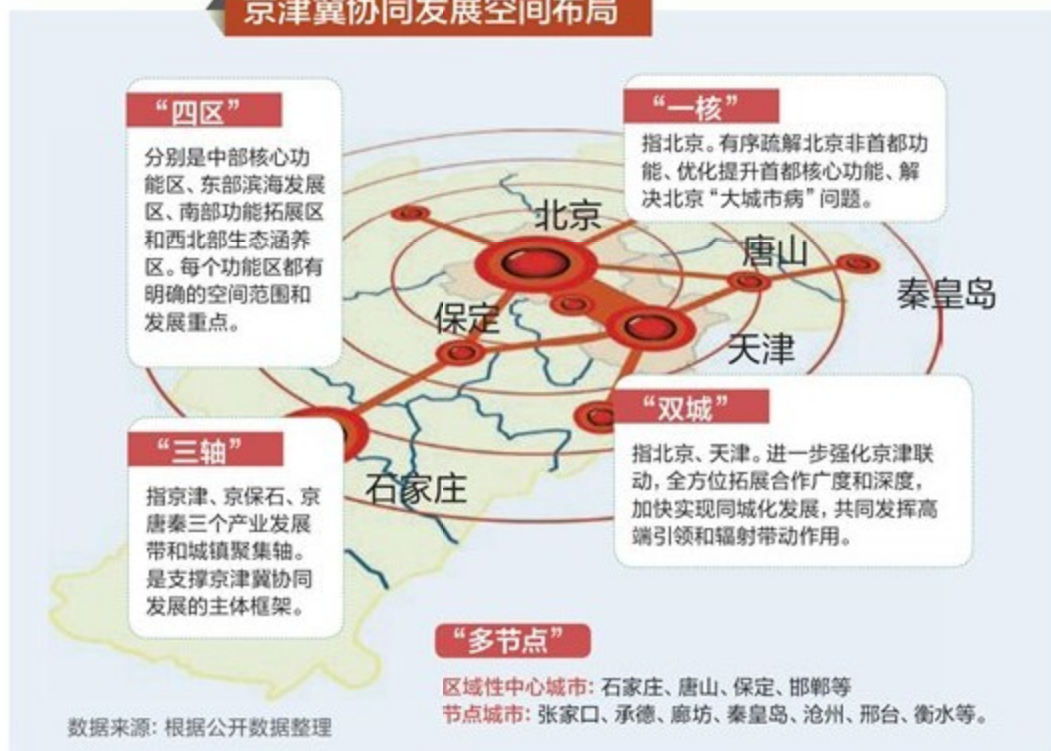 京津冀协同发展空间布局
“四区”
分别是中部核心功
能区、东部滨海发展
区、南部功能拓展区
和西北部生态涵养
区。每个功能区都有
明确的空间范围和
发展重点。
“一核”
指北京。有序疏解北京非首都功
能、优化提升首都核心功能、解
决北京“大城市病”问题。
北京
唐山
秦皇岛
保定
天津
石家庄
“双城”
指北京、天津。进一步强化京津联
动，全方位拓展合作广度和深度，
加快实现同城化发展，共同发挥高
端引领和辐射带动作用。
“三轴”
指京津、京保石、京
唐秦三个产业发展
带和城镇聚集轴。
是支撑京津冀协同
发展的主体框架。
“多节点”
区域性中心城市：石家庄、唐山、保定、邯郸等
节点城市：张家口、承德、廊坊、秦皇岛、沧州、邢台、衡水等。
数据来源：根据公开数据整理